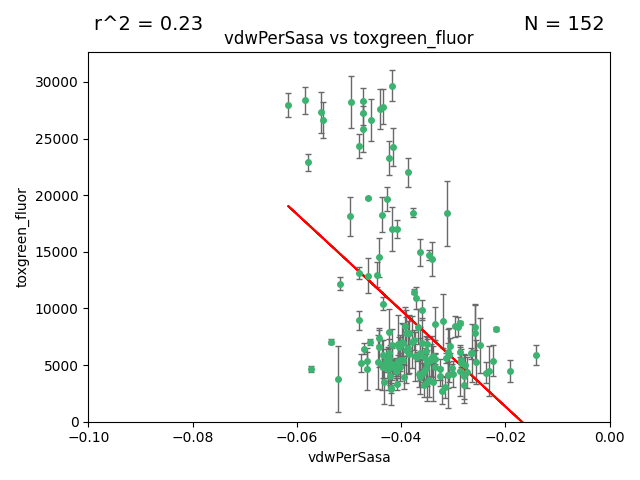 r^2 = 0.23
N = 152
vdwPerSasa vs toxgreen_fluor
30000
25000
20000
15000
10000
5000
0
toxgreen_fluor
−0.10
−0.08
−0.06
−0.04
−0.02
0.00
vdwPerSasa